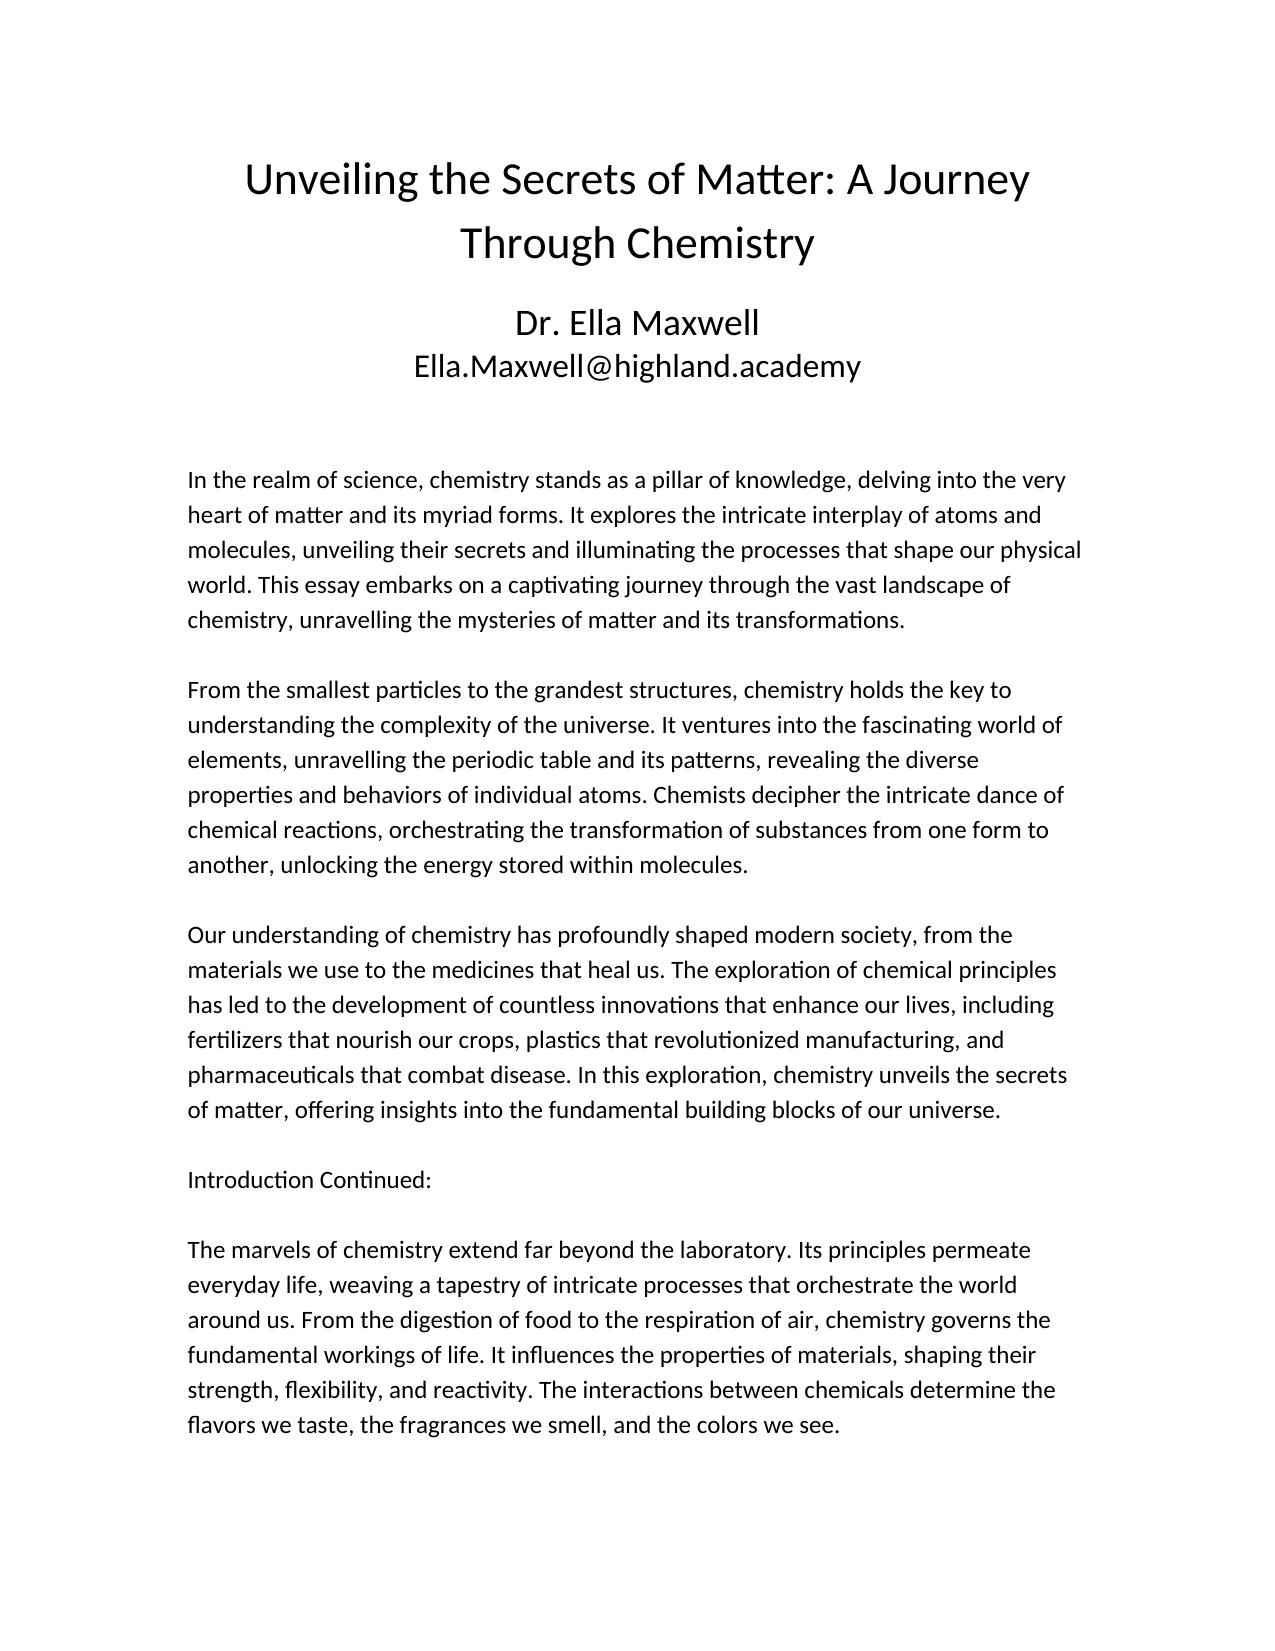 Unveiling the Secrets of Matter: A Journey
Through Chemistry
Dr. Ella Maxwell
Ella.Maxwell@highland.academy
In the realm of science, chemistry stands as a pillar of knowledge, delving into the very
heart of matter and its myriad forms. It explores the intricate interplay of atoms and
molecules, unveiling their secrets and illuminating the processes that shape our physical
world. This essay embarks on a captivating journey through the vast landscape of
chemistry, unravelling the mysteries of matter and its transformations.
From the smallest particles to the grandest structures, chemistry holds the key to
understanding the complexity of the universe. It ventures into the fascinating world of
elements, unravelling the periodic table and its patterns, revealing the diverse
properties and behaviors of individual atoms. Chemists decipher the intricate dance of
chemical reactions, orchestrating the transformation of substances from one form to
another, unlocking the energy stored within molecules.
Our understanding of chemistry has profoundly shaped modern society, from the
materials we use to the medicines that heal us. The exploration of chemical principles
has led to the development of countless innovations that enhance our lives, including
fertilizers that nourish our crops, plastics that revolutionized manufacturing, and
pharmaceuticals that combat disease. In this exploration, chemistry unveils the secrets
of matter, offering insights into the fundamental building blocks of our universe.
Introduction Continued:
The marvels of chemistry extend far beyond the laboratory. Its principles permeate
everyday life, weaving a tapestry of intricate processes that orchestrate the world
around us. From the digestion of food to the respiration of air, chemistry governs the
fundamental workings of life. It influences the properties of materials, shaping their
strength, flexibility, and reactivity. The interactions between chemicals determine the
flavors we taste, the fragrances we smell, and the colors we see.